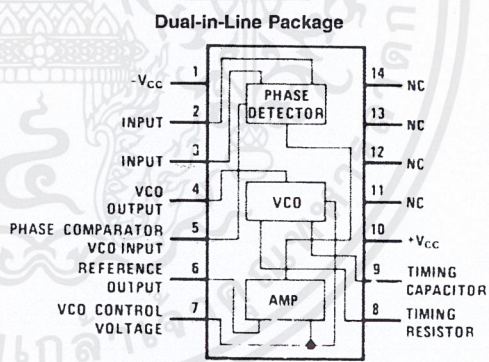 Dual-in-Line Package
-VCC 1
INPUT 2
INPUT 3
VCO
OUTPUT 4
PHASE COMPARATOR
VCO INPUT 5
REFERENCE
OUTPUT 6
VCO CONTROL
VOLTAGE 7
PHASE
DETECTOR
VCO
AMP
14 NC
13 NC
12 NC
11 NC
10 +VCC
9 TIMING
CAPACITOR
8 TIMING
RESISTOR